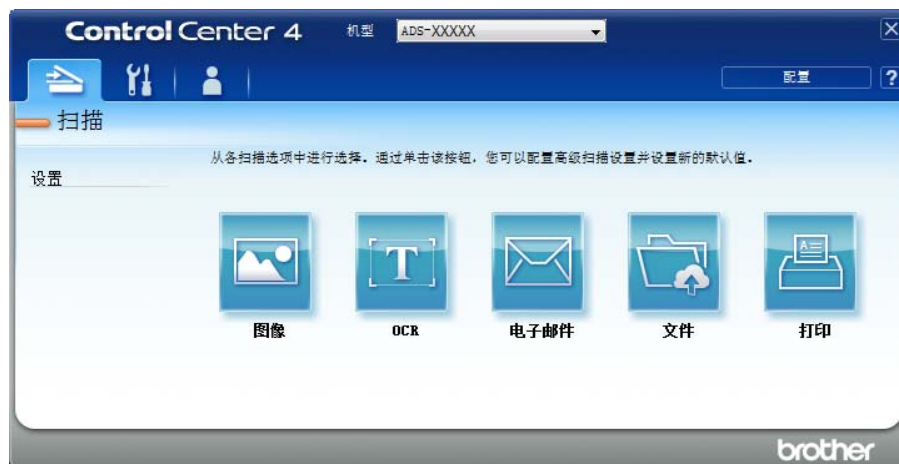 Control Center 4 机型 ADS-XXXXX
配置 ?
扫描
从各扫描选项中进行选择。通过单击该按钮，您可以配置高级扫描设置并设置新的默认值。
设置
T A
图像 OCR 电子邮件 文件 打印
brother